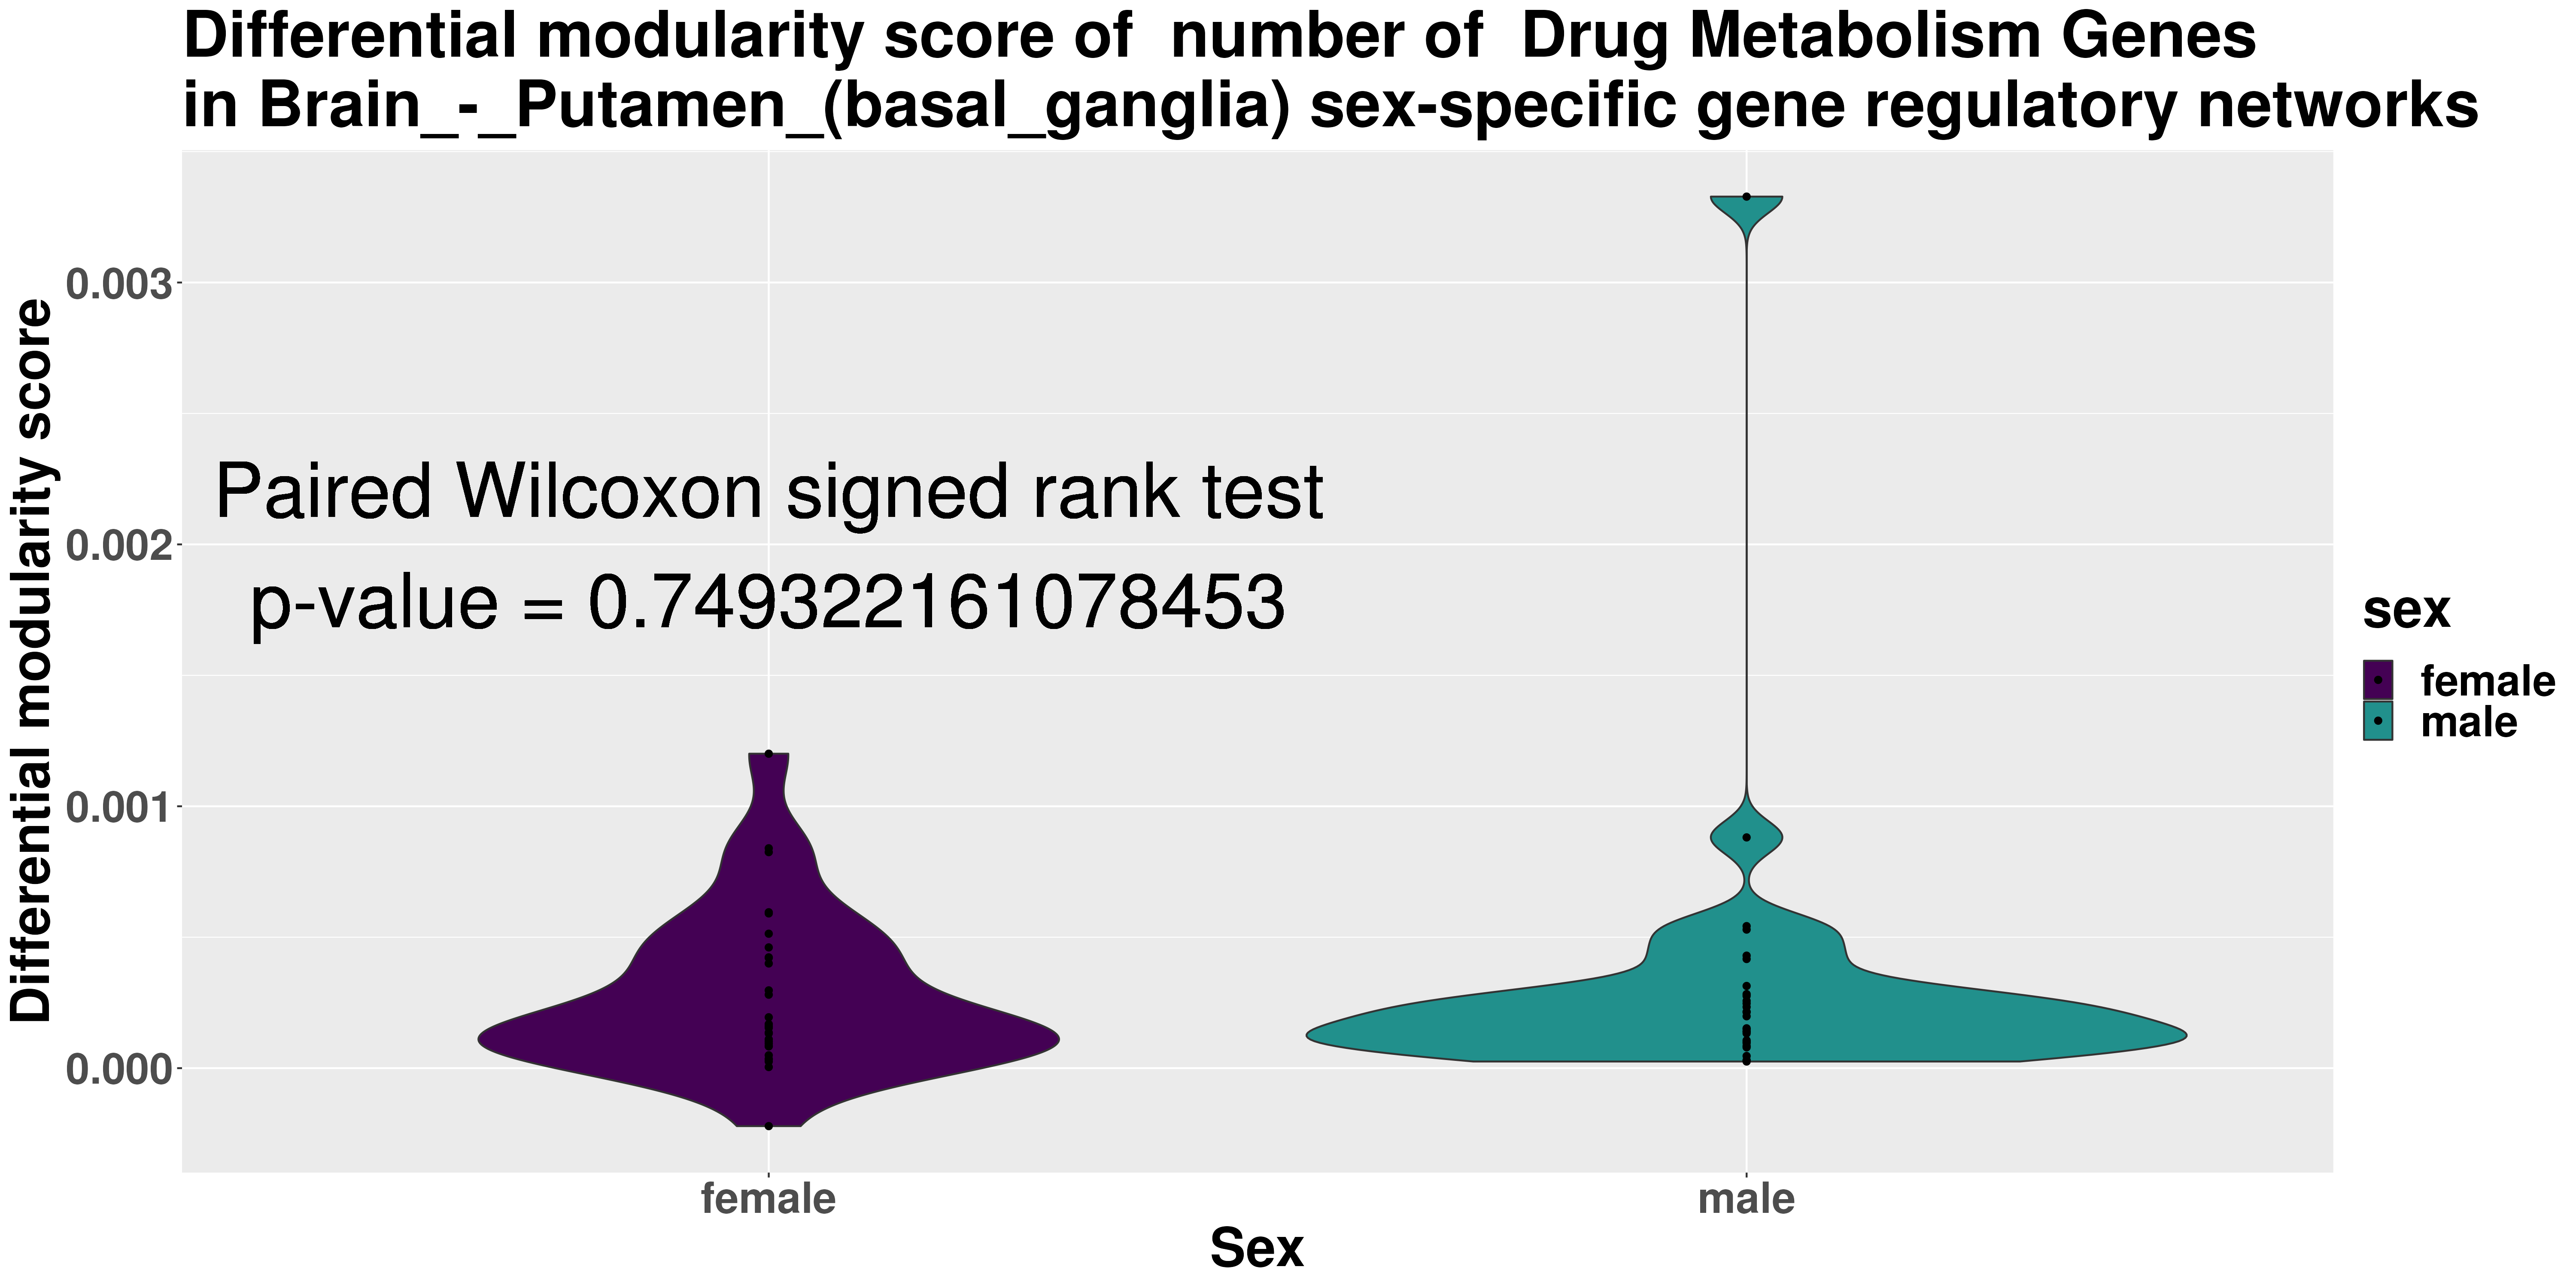 Differential modularity score of  number of  Drug Metabolism Genes
in Brain_-_Putamen_(basal_ganglia) sex-specific gene regulatory networks
Differential modularity score
0.003
0.002
0.001
0.000
Paired Wilcoxon signed rank test
p-value = 0.749322161078453
female
male
Sex
sex
female
male